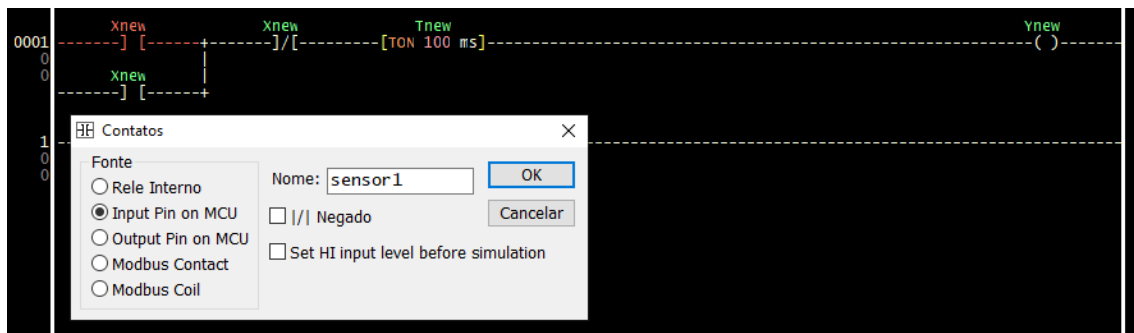 Xnew Xnew Tnew Ynew
0001 -------] [------+-------]/[---------[TON 100 ms]-------------------------------------------------------( )-------
0 |
0 Xnew |
-------] [------+
Contatos
1
0
0
Fonte
Rele Interno
Input Pin on MCU
Output Pin on MCU
Modbus Contact
Modbus Coil
Nome: sensor1
|/| Negado
Set HI input level before simulation
OK
Cancelar